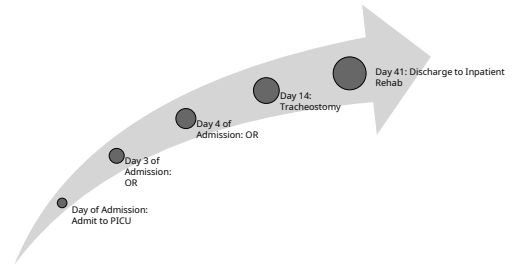 Day 41: Discharge to Inpatient
Rehab
Day 14:
Tracheostomy
Day 4 of
Admission: OR
Day 3 of
Admission:
OR
Day of Admission:
Admit to PICU